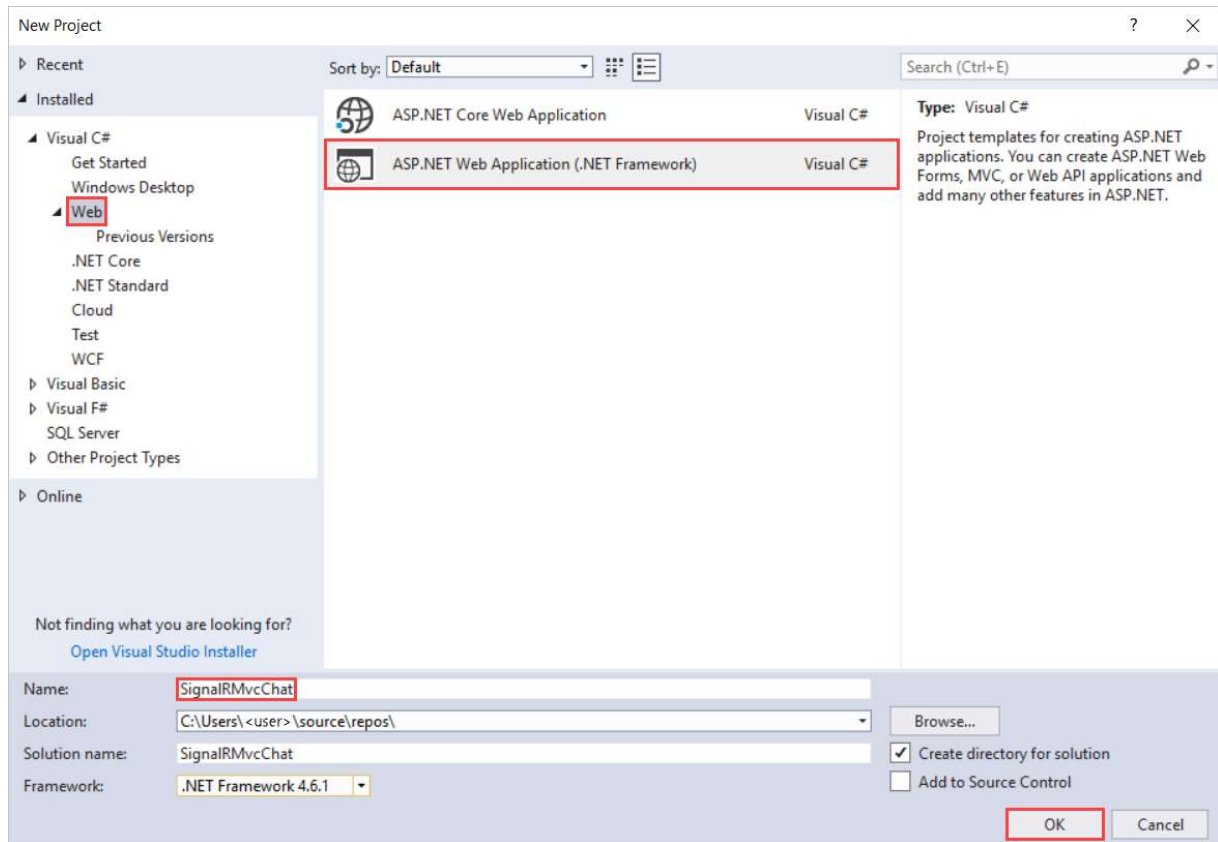 New Project
?
Recent
Installed
Visual C#
Get Started
Windows Desktop
Web
Previous Versions
.NET Core
.NET Standard
Cloud
Test
WCF
Visual Basic
Visual F#
SQL Server
Other Project Types
Online
Not finding what you are looking for?
Open Visual Studio Installer
Sort by: Default
ASP.NET Core Web Application Visual C#
ASP.NET Web Application (.NET Framework) Visual C#
Search (Ctrl+E)
Type: Visual C#
Project templates for creating ASP.NET
applications. You can create ASP.NET Web
Forms, MVC, or Web API applications and
add many other features in ASP.NET.
Name: SignalRMvcChat
Location: C:\Users\<user>\source\repos\
Browse...
Solution name: SignalRMvcChat
Create directory for solution
Framework: .NET Framework 4.6.1
Add to Source Control
OK
Cancel